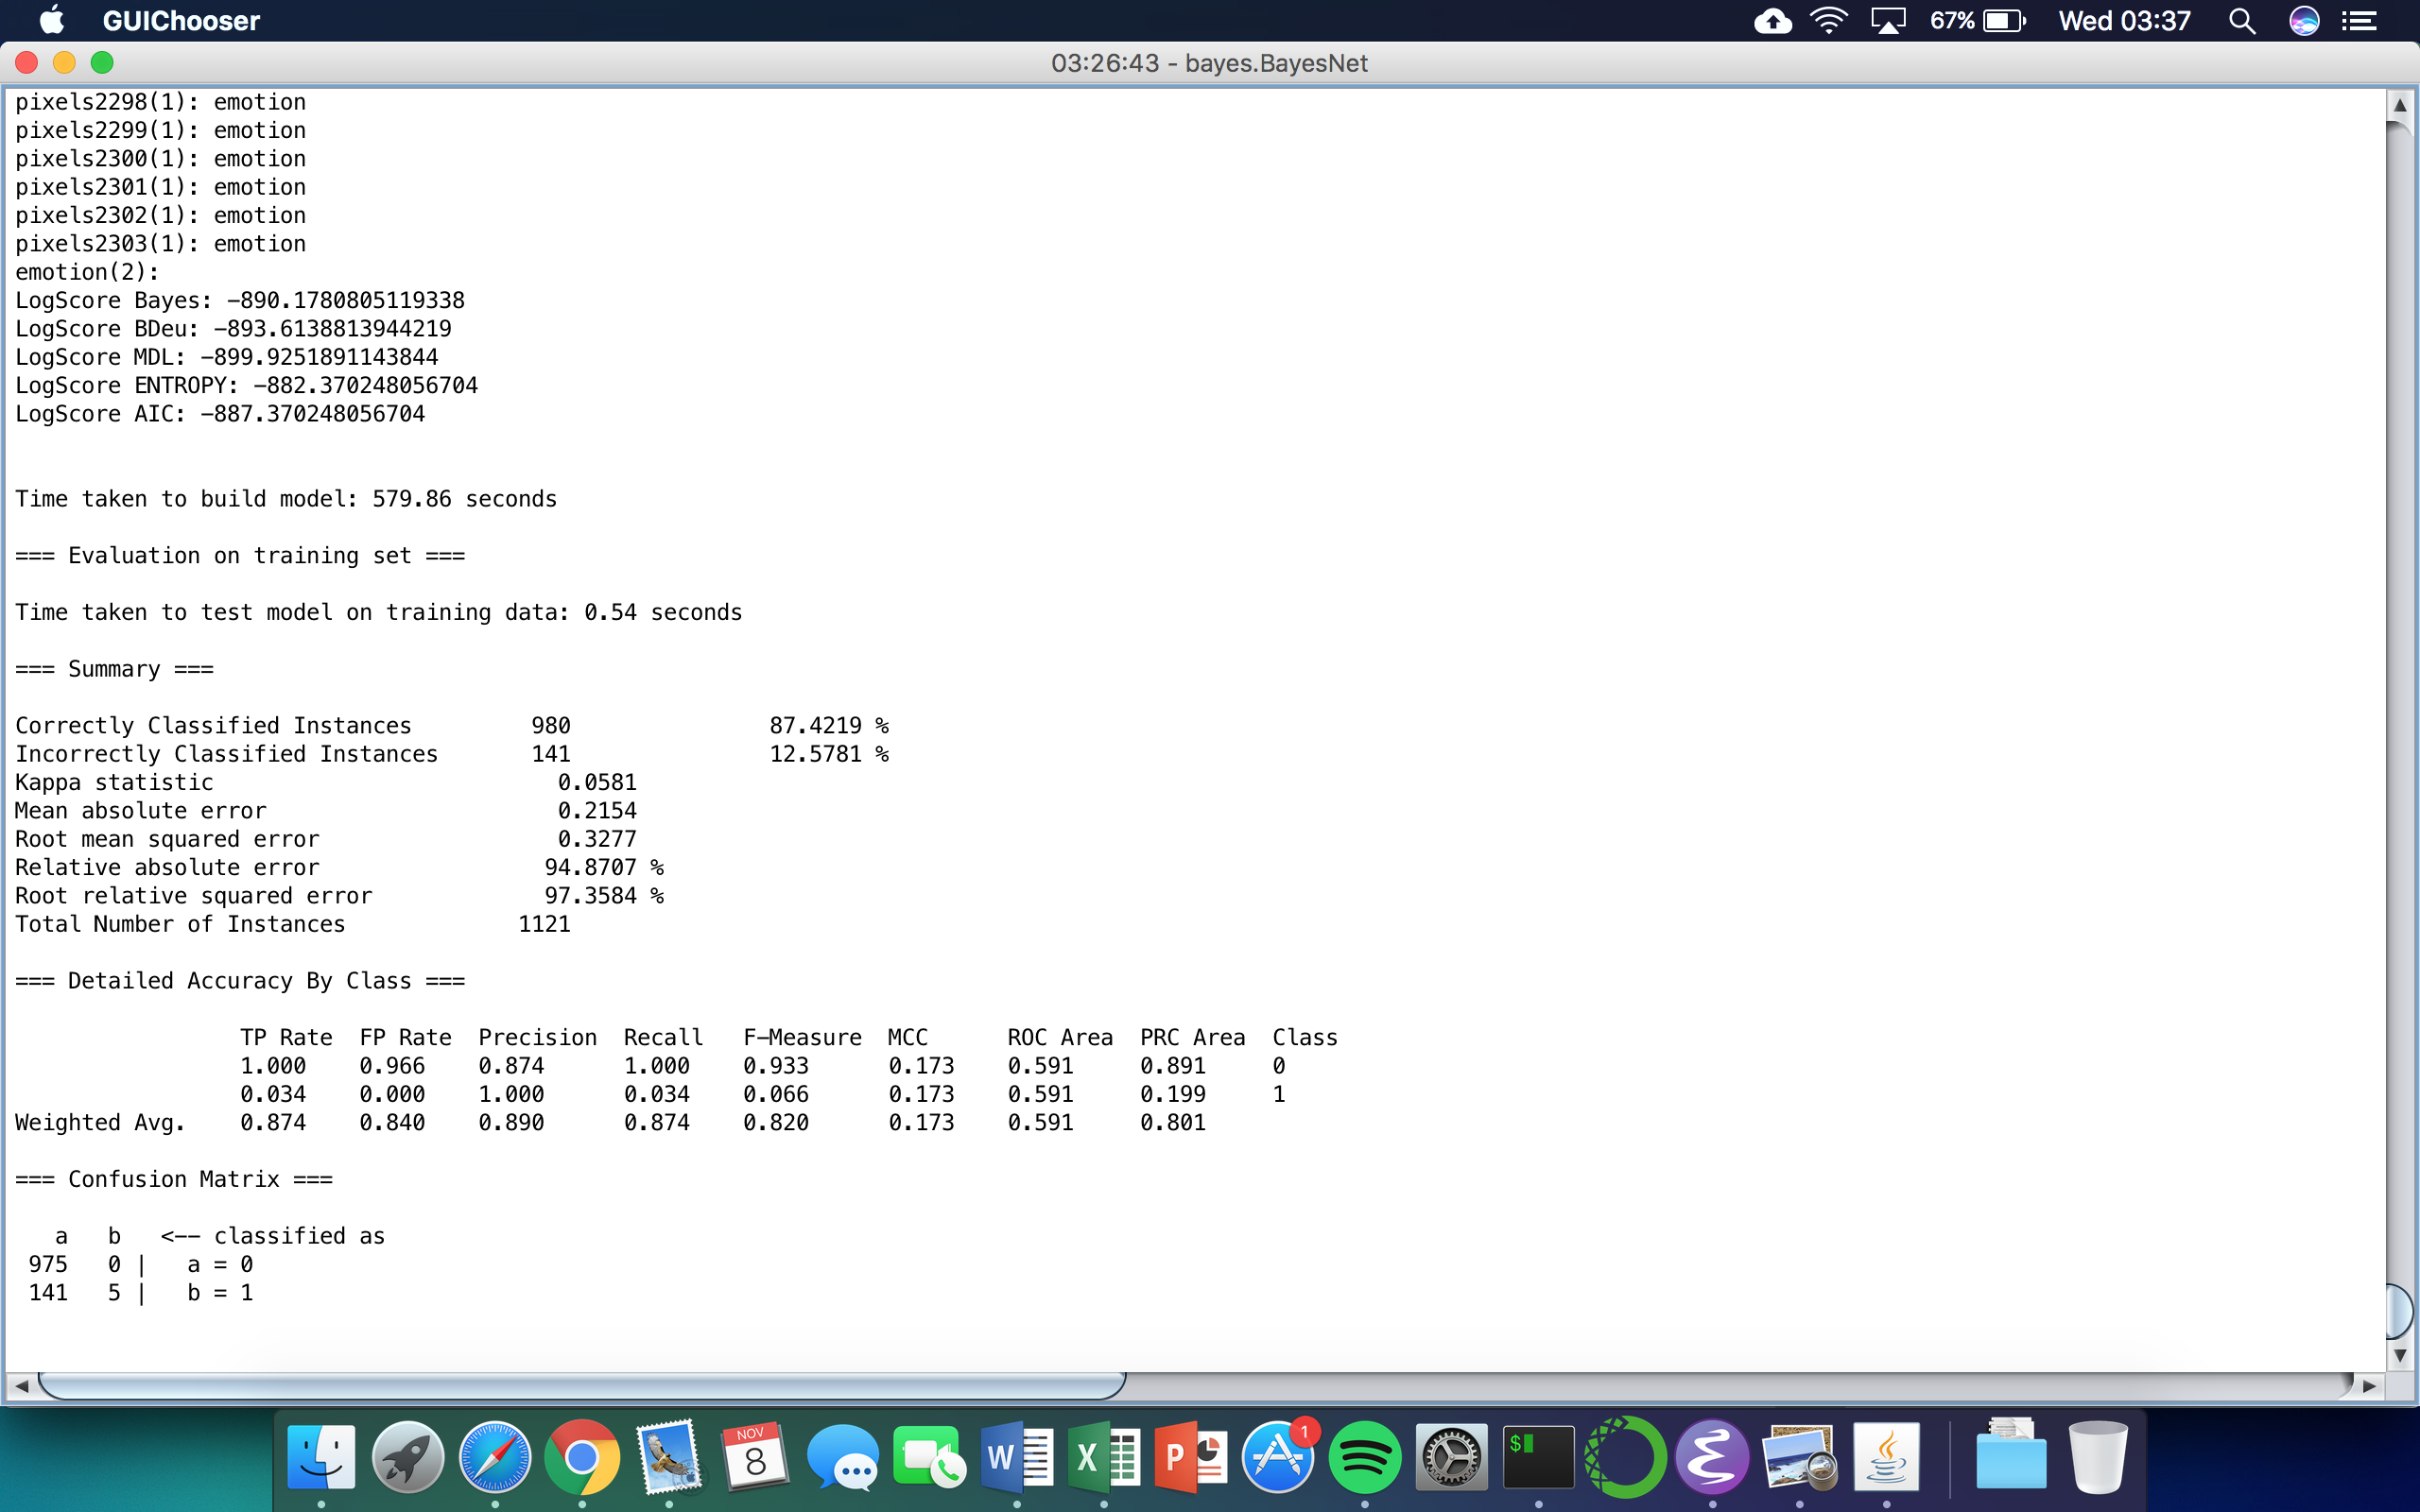 GUIChooser 67% Wed 03:37
03:26:43 - bayes.BayesNet
pixels2298(1): emotion
pixels2299(1): emotion
pixels2300(1): emotion
pixels2301(1): emotion
pixels2302(1): emotion
pixels2303(1): emotion
emotion(2):
LogScore Bayes: -890.1780805119338
LogScore BDeu: -893.6138813944219
LogScore MDL: -899.9251891143844
LogScore ENTROPY: -882.370248056704
LogScore AIC: -887.370248056704
Time taken to build model: 579.86 seconds
=== Evaluation on training set ===
Time taken to test model on training data: 0.54 seconds
=== Summary ===
Correctly Classified Instances 980 87.4219 %
Incorrectly Classified Instances 141 12.5781 %
Kappa statistic 0.0581
Mean absolute error 0.2154
Root mean squared error 0.3277
Relative absolute error 94.8707 %
Root relative squared error 97.3584 %
Total Number of Instances 1121
=== Detailed Accuracy By Class ===
TP Rate FP Rate Precision Recall F-Measure MCC ROC Area PRC Area Class
1.000 0.966 0.874 1.000 0.933 0.173 0.591 0.891 0
0.034 0.000 1.000 0.034 0.066 0.173 0.591 0.199 1
Weighted Avg. 0.874 0.840 0.890 0.874 0.820 0.173 0.591 0.801
=== Confusion Matrix ===
a b <-- classified as
975 0 | a = 0
141 5 | b = 1
NOV
8
W
X
P
1
$